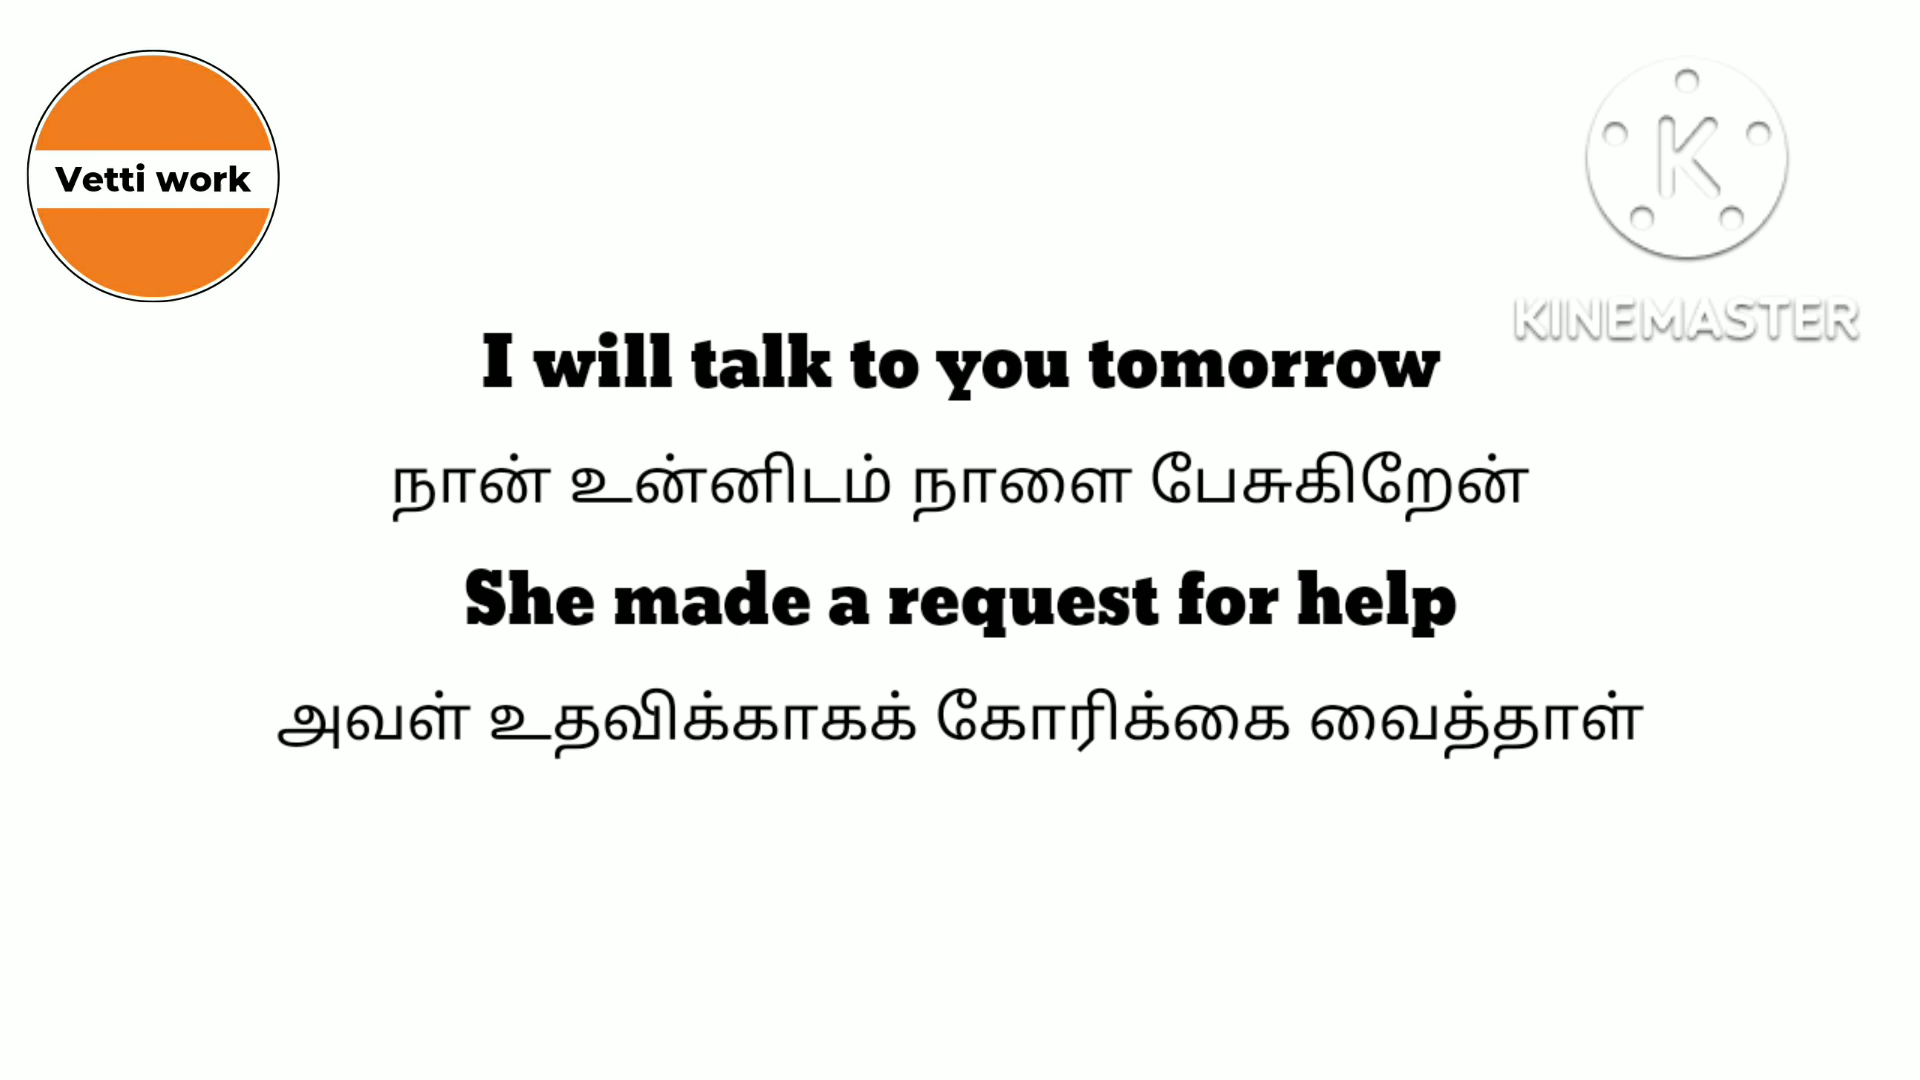 Vetti work
KINEMASTER
I will talk to you tomorrow
நான் உன்னிடம் நாளை பேசுகிறேன்
She made a request for help
அவள் உதவிக்காகக் கோரிக்கை வைத்தாள்